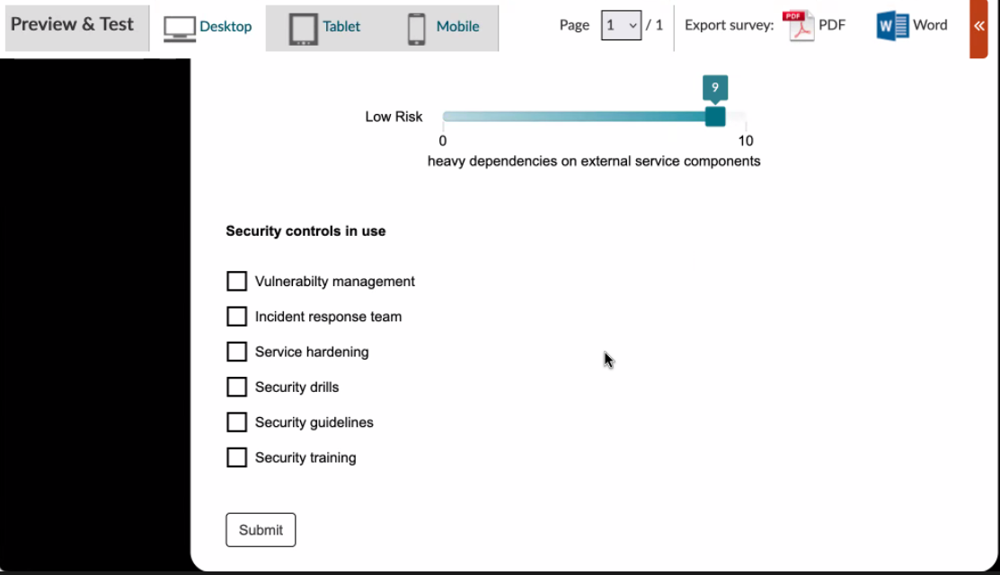 Preview & Test Desktop Tablet Mobile Page 1 / 1 Export survey: PDF PDF W Word «
9
Low Risk
0 10
heavy dependencies on external service components
Security controls in use
Vulnerabilty management
Incident response team
Service hardening
Security drills
Security guidelines
Security training
Submit